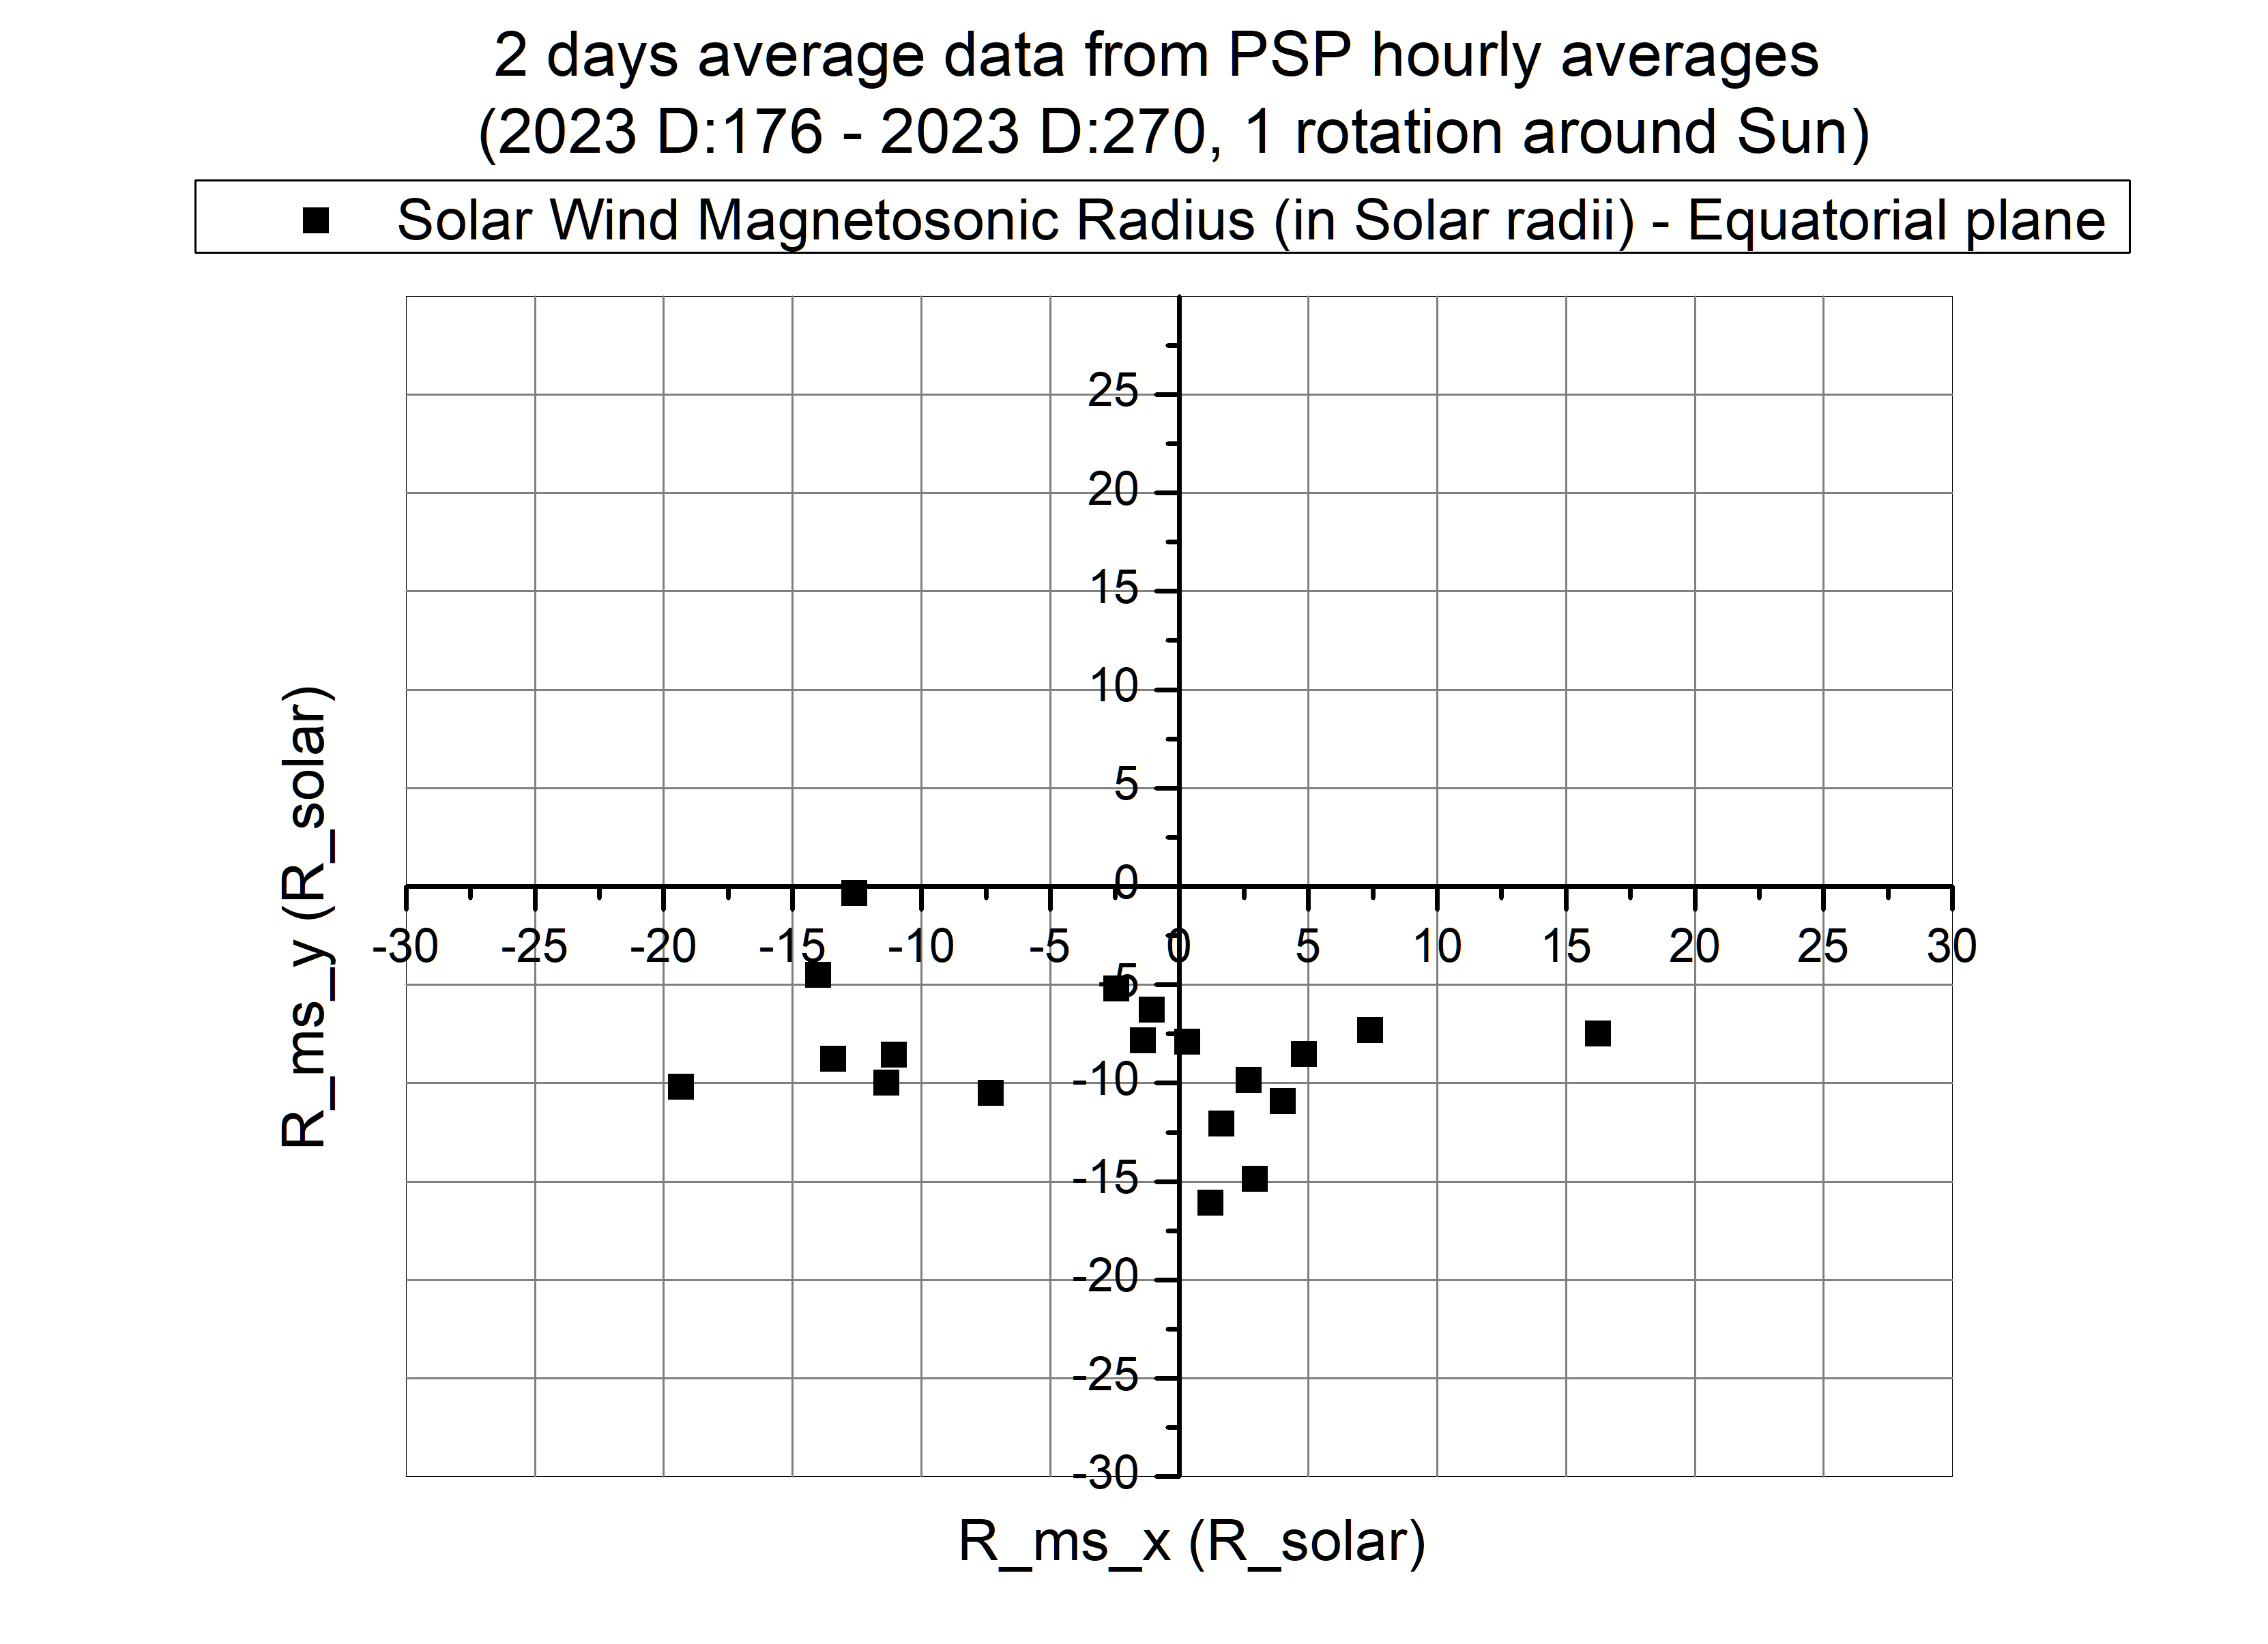 2 days average data from PSP hourly averages
(2023 D:176 - 2023 D:270, 1 rotation around Sun)
Solar Wind Magnetosonic Radius (in Solar radii) - Equatorial plane
25
20
15
10
5
0
-30 -25 -20 -15 -10 -5 0 5 10 15 20 25 30
-5
-10
-15
-20
-25
-30
R_ms_y (R_solar)
R_ms_x (R_solar)